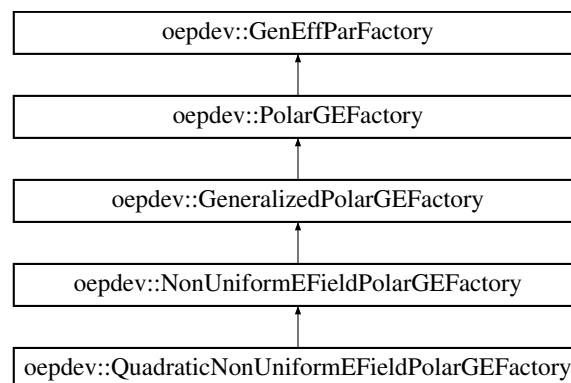 oepdev::GenEffParFactory
oepdev::PolarGEFactory
oepdev::GeneralizedPolarGEFactory
oepdev::NonUniformEFieldPolarGEFactory
oepdev::QuadraticNonUniformEFieldPolarGEFactory